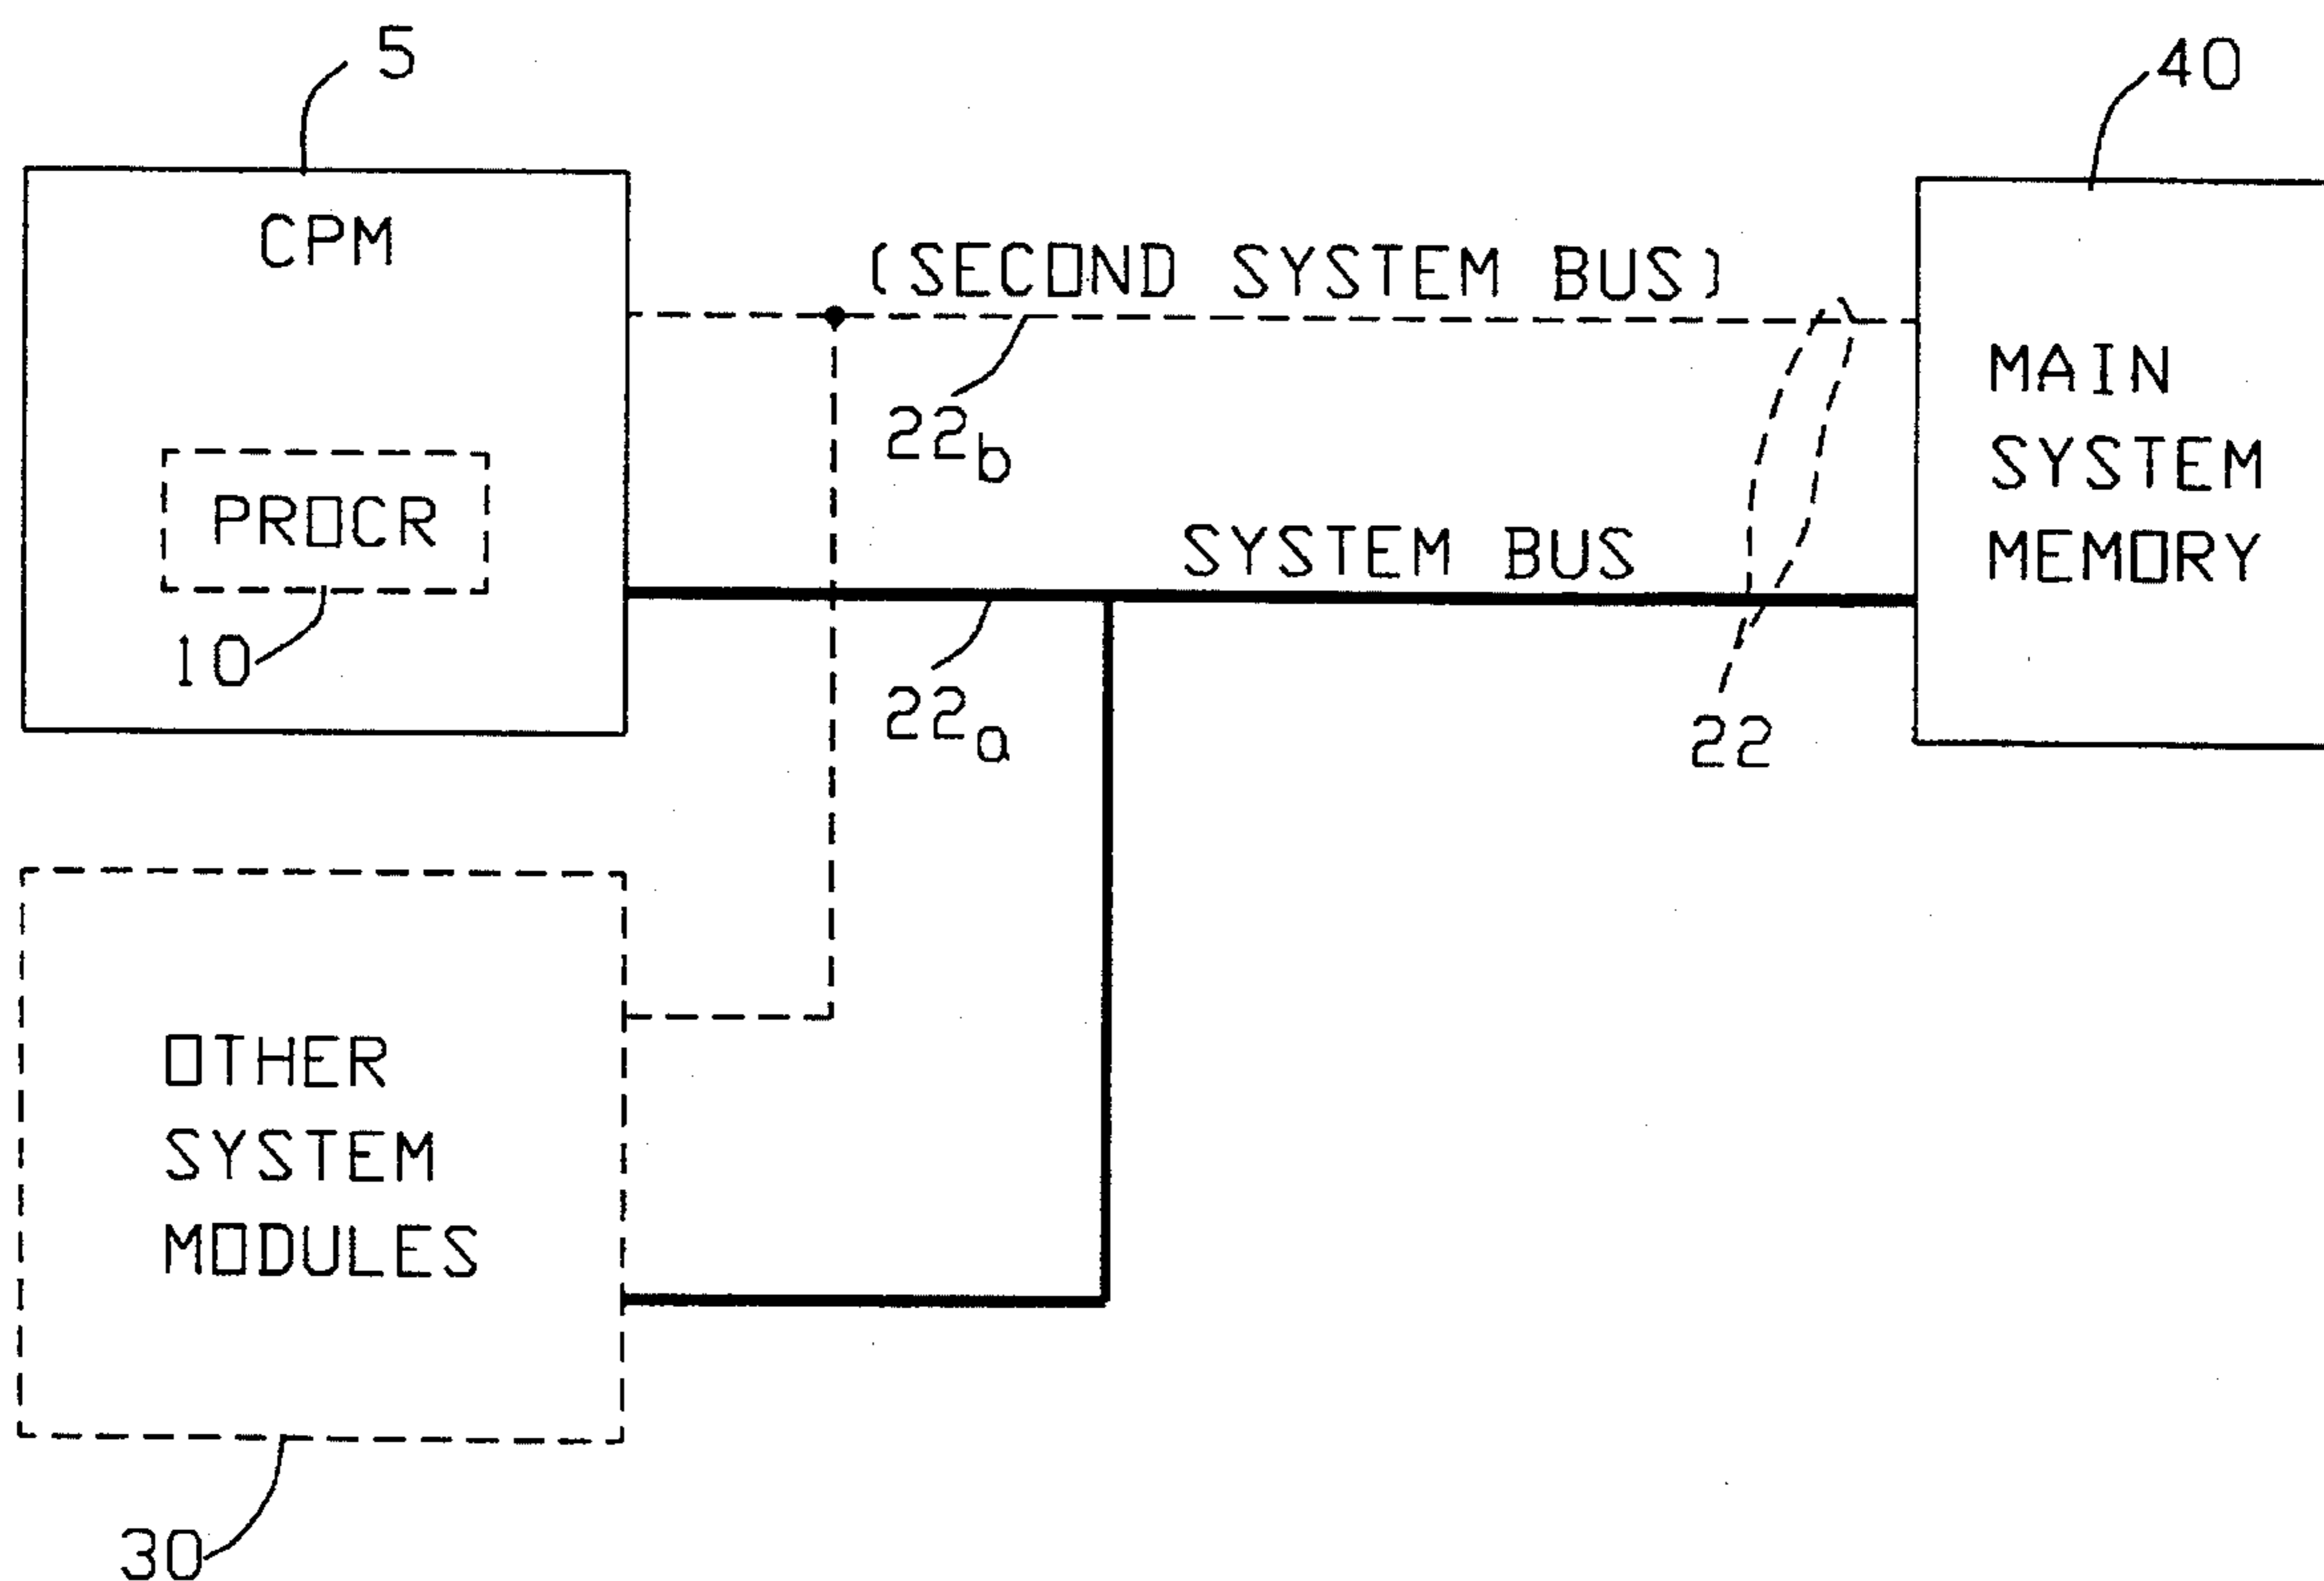 5
40
CPM
(SECOND SYSTEM BUS)
22b
MAIN
SYSTEM
MEMORY
PROCR
SYSTEM BUS
10
22a
22
OTHER
SYSTEM
MODULES
30